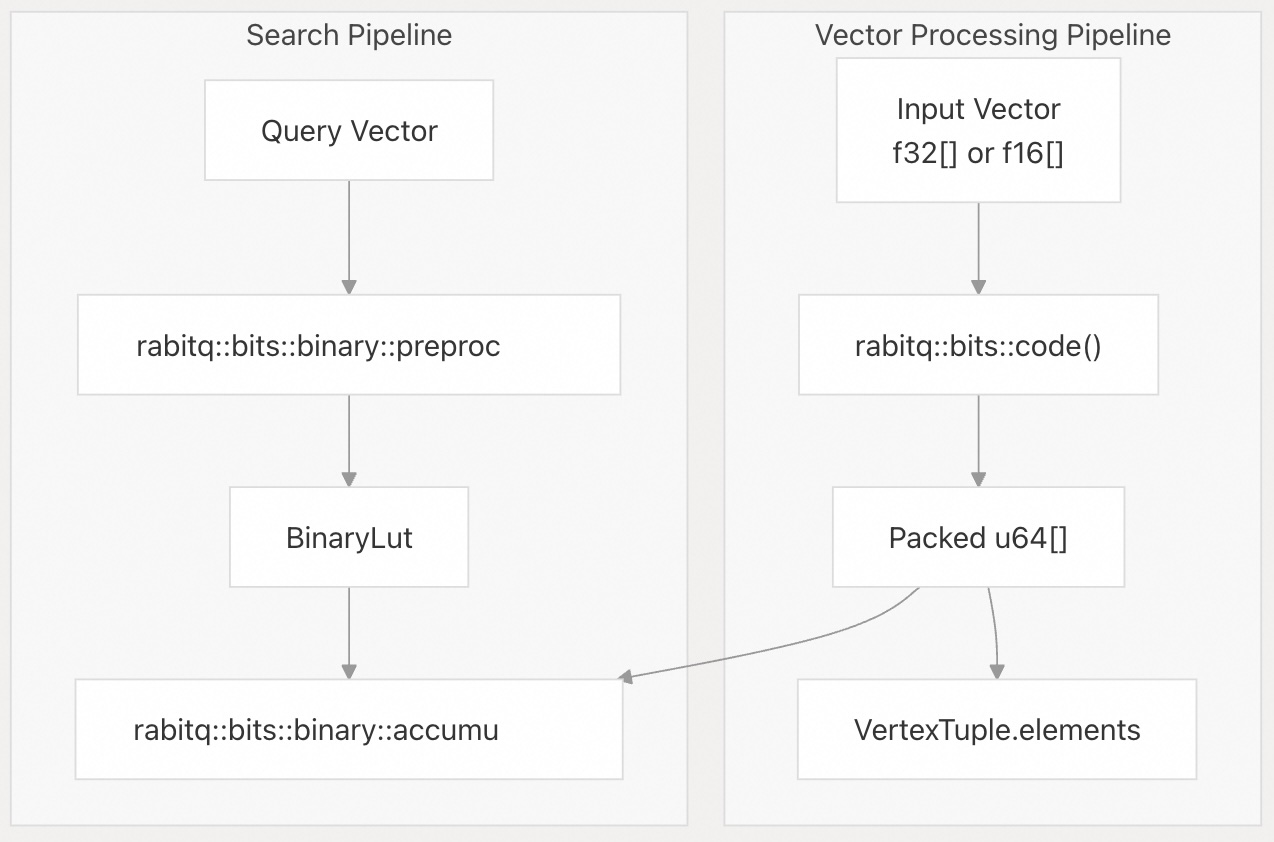 Search Pipeline
Query Vector
rabitq::bits::binary::preproc
BinaryLut
rabitq::bits::binary::accumu
Vector Processing Pipeline
Input Vector
f32[] or f16[]
rabitq::bits::code()
Packed u64[]
VertexTuple.elements